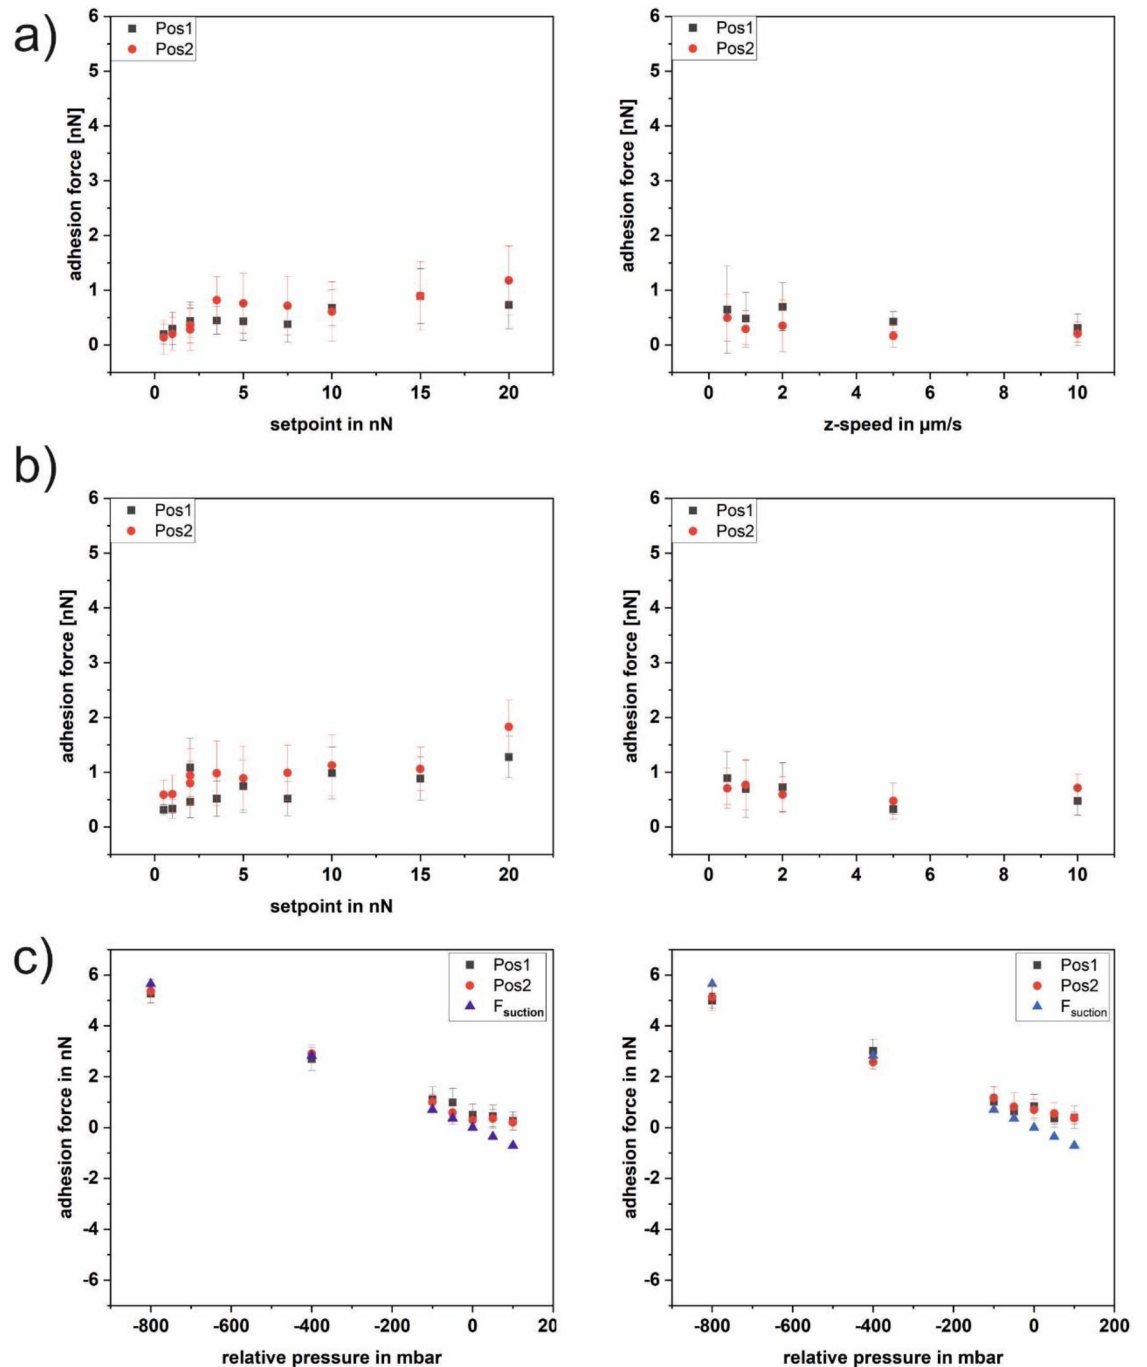 a)
Pos1
Pos2
adhesion force [nN]
6
5
4
3
2
1
0
0 5 10 15 20
setpoint in nN
Pos1
Pos2
adhesion force [nN]
6
5
4
3
2
1
0
0 2 4 6 8 10
z-speed in µm/s
b)
Pos1
Pos2
adhesion force [nN]
6
5
4
3
2
1
0
0 5 10 15 20
setpoint in nN
Pos1
Pos2
adhesion force [nN]
6
5
4
3
2
1
0
0 2 4 6 8 10
c)
Pos1
Pos2
Fsuction
adhesion force in nN
6
4
2
0
-2
-4
-6
-800 -600 -400 -200 0 20
relative pressure in mbar
Pos1
Pos2
Fsuction
adhesion force in nN
6
4
2
0
-2
-4
-6
-800 -600 -400 -200 0 200
relative pressure in mbar